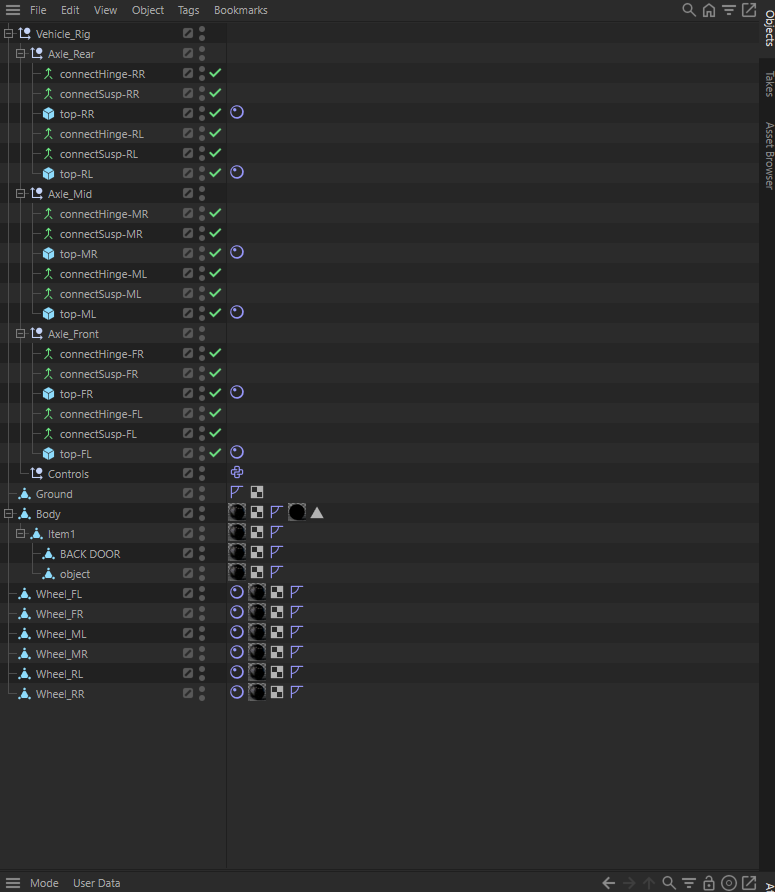 File Edit View Object Tags Bookmarks
Objects
Takes
Asset Browser
Vehicle_Rig
Axle_Rear
connectHinge-RR
connectSusp-RR
top-RR
connectHinge-RL
connectSusp-RL
top-RL
Axle_Mid
connectHinge-MR
connectSusp-MR
top-MR
connectHinge-ML
connectSusp-ML
top-ML
Axle_Front
connectHinge-FR
connectSusp-FR
top-FR
connectHinge-FL
connectSusp-FL
top-FL
Controls
Ground
Body
Item1
BACK DOOR
object
Wheel_FL
Wheel_FR
Wheel_ML
Wheel_MR
Wheel_RL
Wheel_RR
Mode User Data